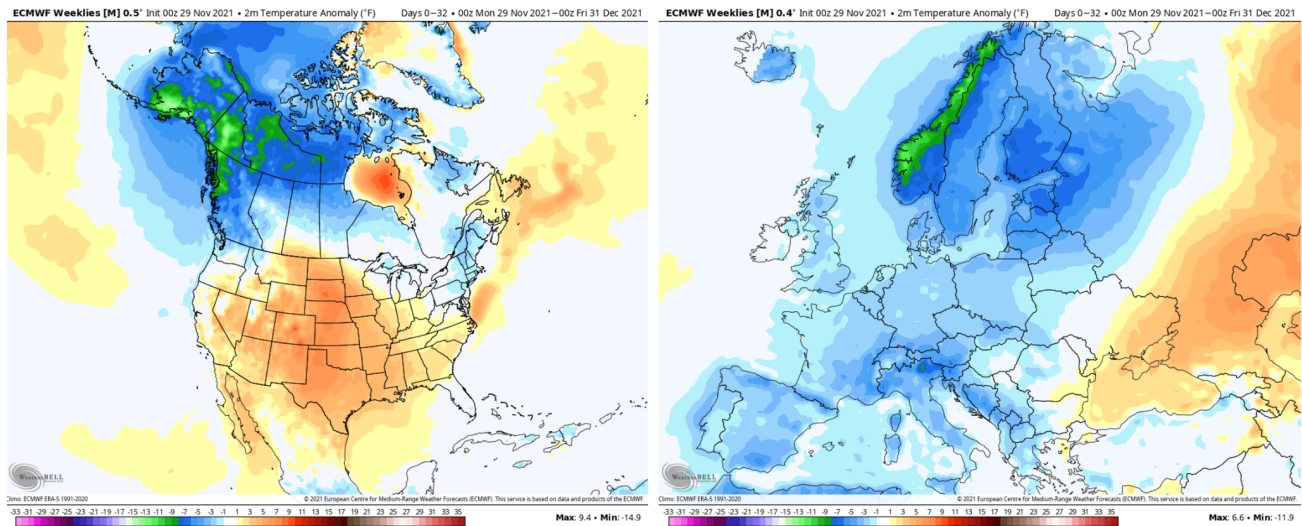 ECMWF Weeklies [M] 0.5° Init 00z 29 Nov 2021 • 2m Temperature Anomaly (°F) Days 0−32 • 00z Mon 29 Nov 2021−00z Fri 31 Dec 2021
WEATHERBELL
Climo: ECMWF ERA-5 1991-2020 © 2021 European Centre for Medium-Range Weather Forecasts (ECMWF). This service is based on data and products of the ECMWF.
-33 -31 -29 -27 -25 -23 -21 -19 -17 -15 -13 -11 -9 -7 -5 -3 -1 1 3 5 7 9 11 13 15 17 19 21 23 25 27 29 31 33 35 Max: 9.4 • Min: -14.9
ECMWF Weeklies [M] 0.4° Init 00z 29 Nov 2021 • 2m Temperature Anomaly (°F) Days 0−32 • 00z Mon 29 Nov 2021−00z Fri 31 Dec 2021
WEATHERBELL
Clime: ECMWF ERA-5 1991-2020 © 2021 European Centre for Medium-Range Weather Forecasts (ECMWF). This service is based on data and products of the ECMWF.
-33 -31 -29 -27 -25 -23 -21 -19 -17 -15 -13 -11 -9 -7 -5 -3 -1 1 3 5 7 9 11 13 15 17 19 21 23 25 27 29 31 33 35 Max: 6.6 • Min: -11.9